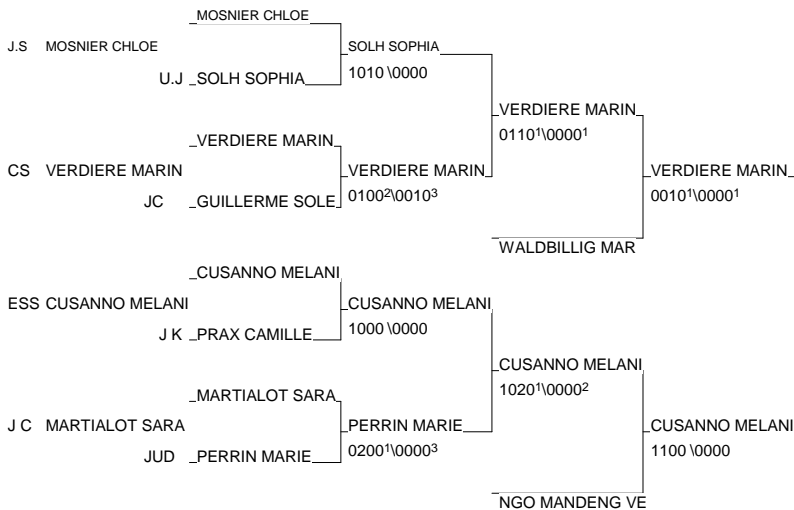 MOSNIER CHLOE
J.S MOSNIER CHLOE SOLH SOPHIA
U.J SOLH SOPHIA 1010 \0000
VERDIERE MARIN
0110¹\0000¹
VERDIERE MARIN
CS VERDIERE MARIN VERDIERE MARIN VERDIERE MARIN
JC GUILLERME SOLE 0100²\0010³ 0010¹\0000¹
WALDBILLIG MAR
CUSANNO MELANI
ESS CUSANNO MELANI CUSANNO MELANI
J K PRAX CAMILLE 1000 \0000
CUSANNO MELANI
1020¹\0000²
MARTIALOT SARA
J C MARTIALOT SARA PERRIN MARIE CUSANNO MELANI
JUD PERRIN MARIE 0200¹\0000³ 1100 \0000
NGO MANDENG VE